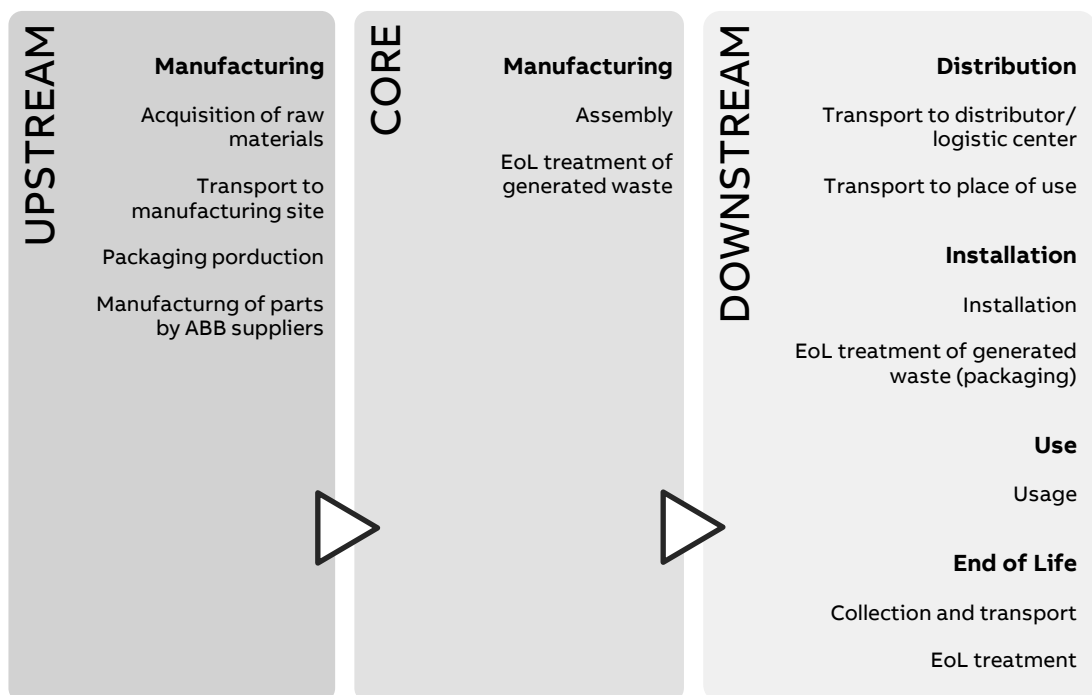 UPSTREAM
Manufacturing
Acquisition of raw
materials
Transport to
manufacturing site
Packaging porduction
Manufacturng of parts
by ABB suppliers
CORE
Manufacturing
Assembly
EoL treatment of
generated waste
DOWNSTREAM
Distribution
Transport to distributor/
logistic center
Transport to place of use
Installation
Installation
EoL treatment of generated
waste (packaging)
Use
Usage
End of Life
Collection and transport
EoL treatment